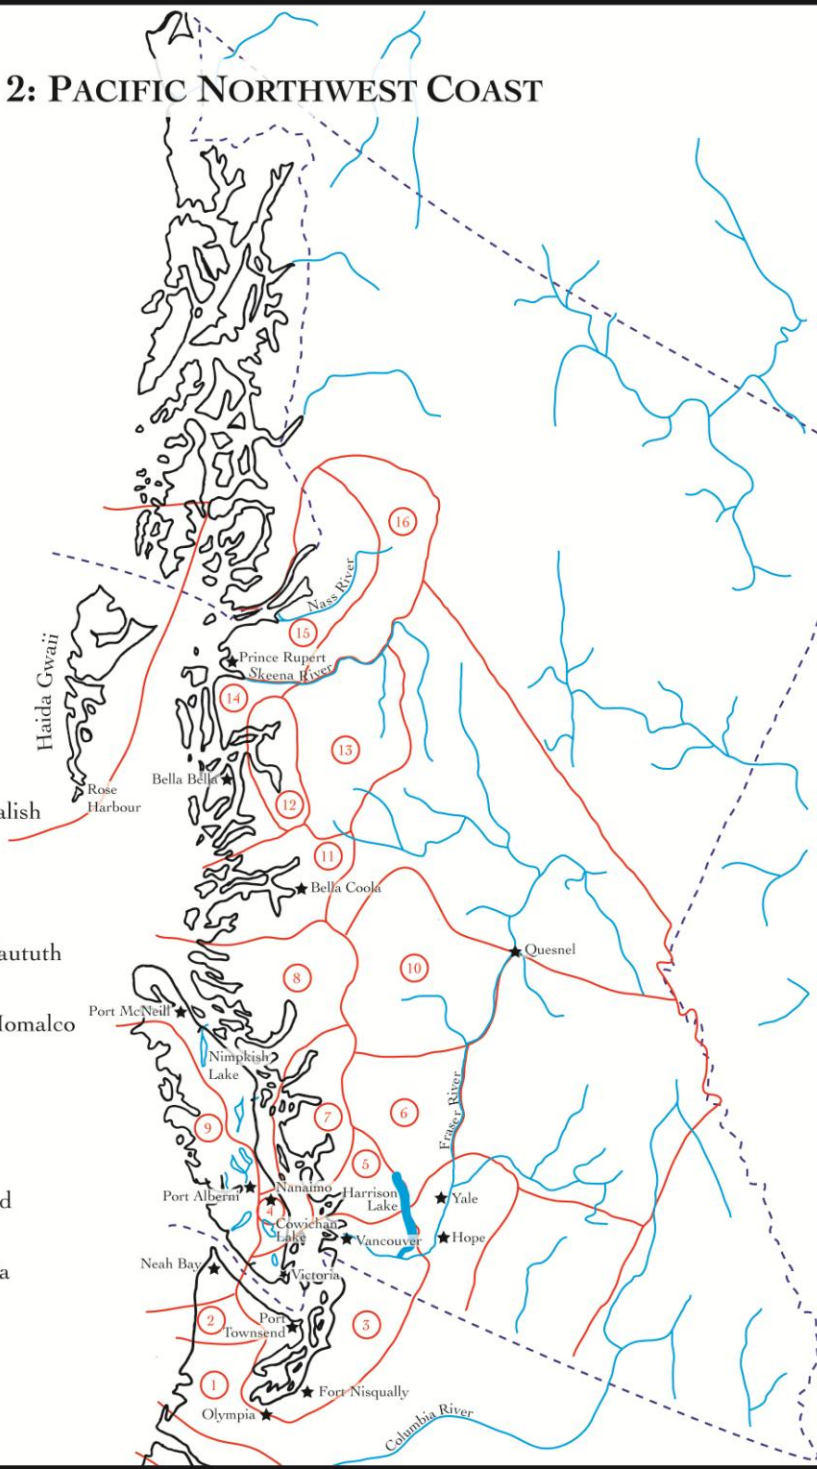 2: PACIFIC NORTHWEST COAST
16
Nass River
15
Prince Rupert
Skeena River
Haida Gwaii
14
13
Bella Bella
Rose
Harbour
12
alish
11
Bella Coola
Quesnel
aututh
10
8
Port McNeill
Homalco
Nimpkish
Lake
Fraser River
9
7
6
5
Port Alberni
Nanaimo
Harrison
Lake
Yale
d
4
Cowichan
Lake
Vancouver
Hope
Neah Bay
a
Victoria
2
Port
Townsend
3
1
Fort Nisqually
Olympia
Columbia River